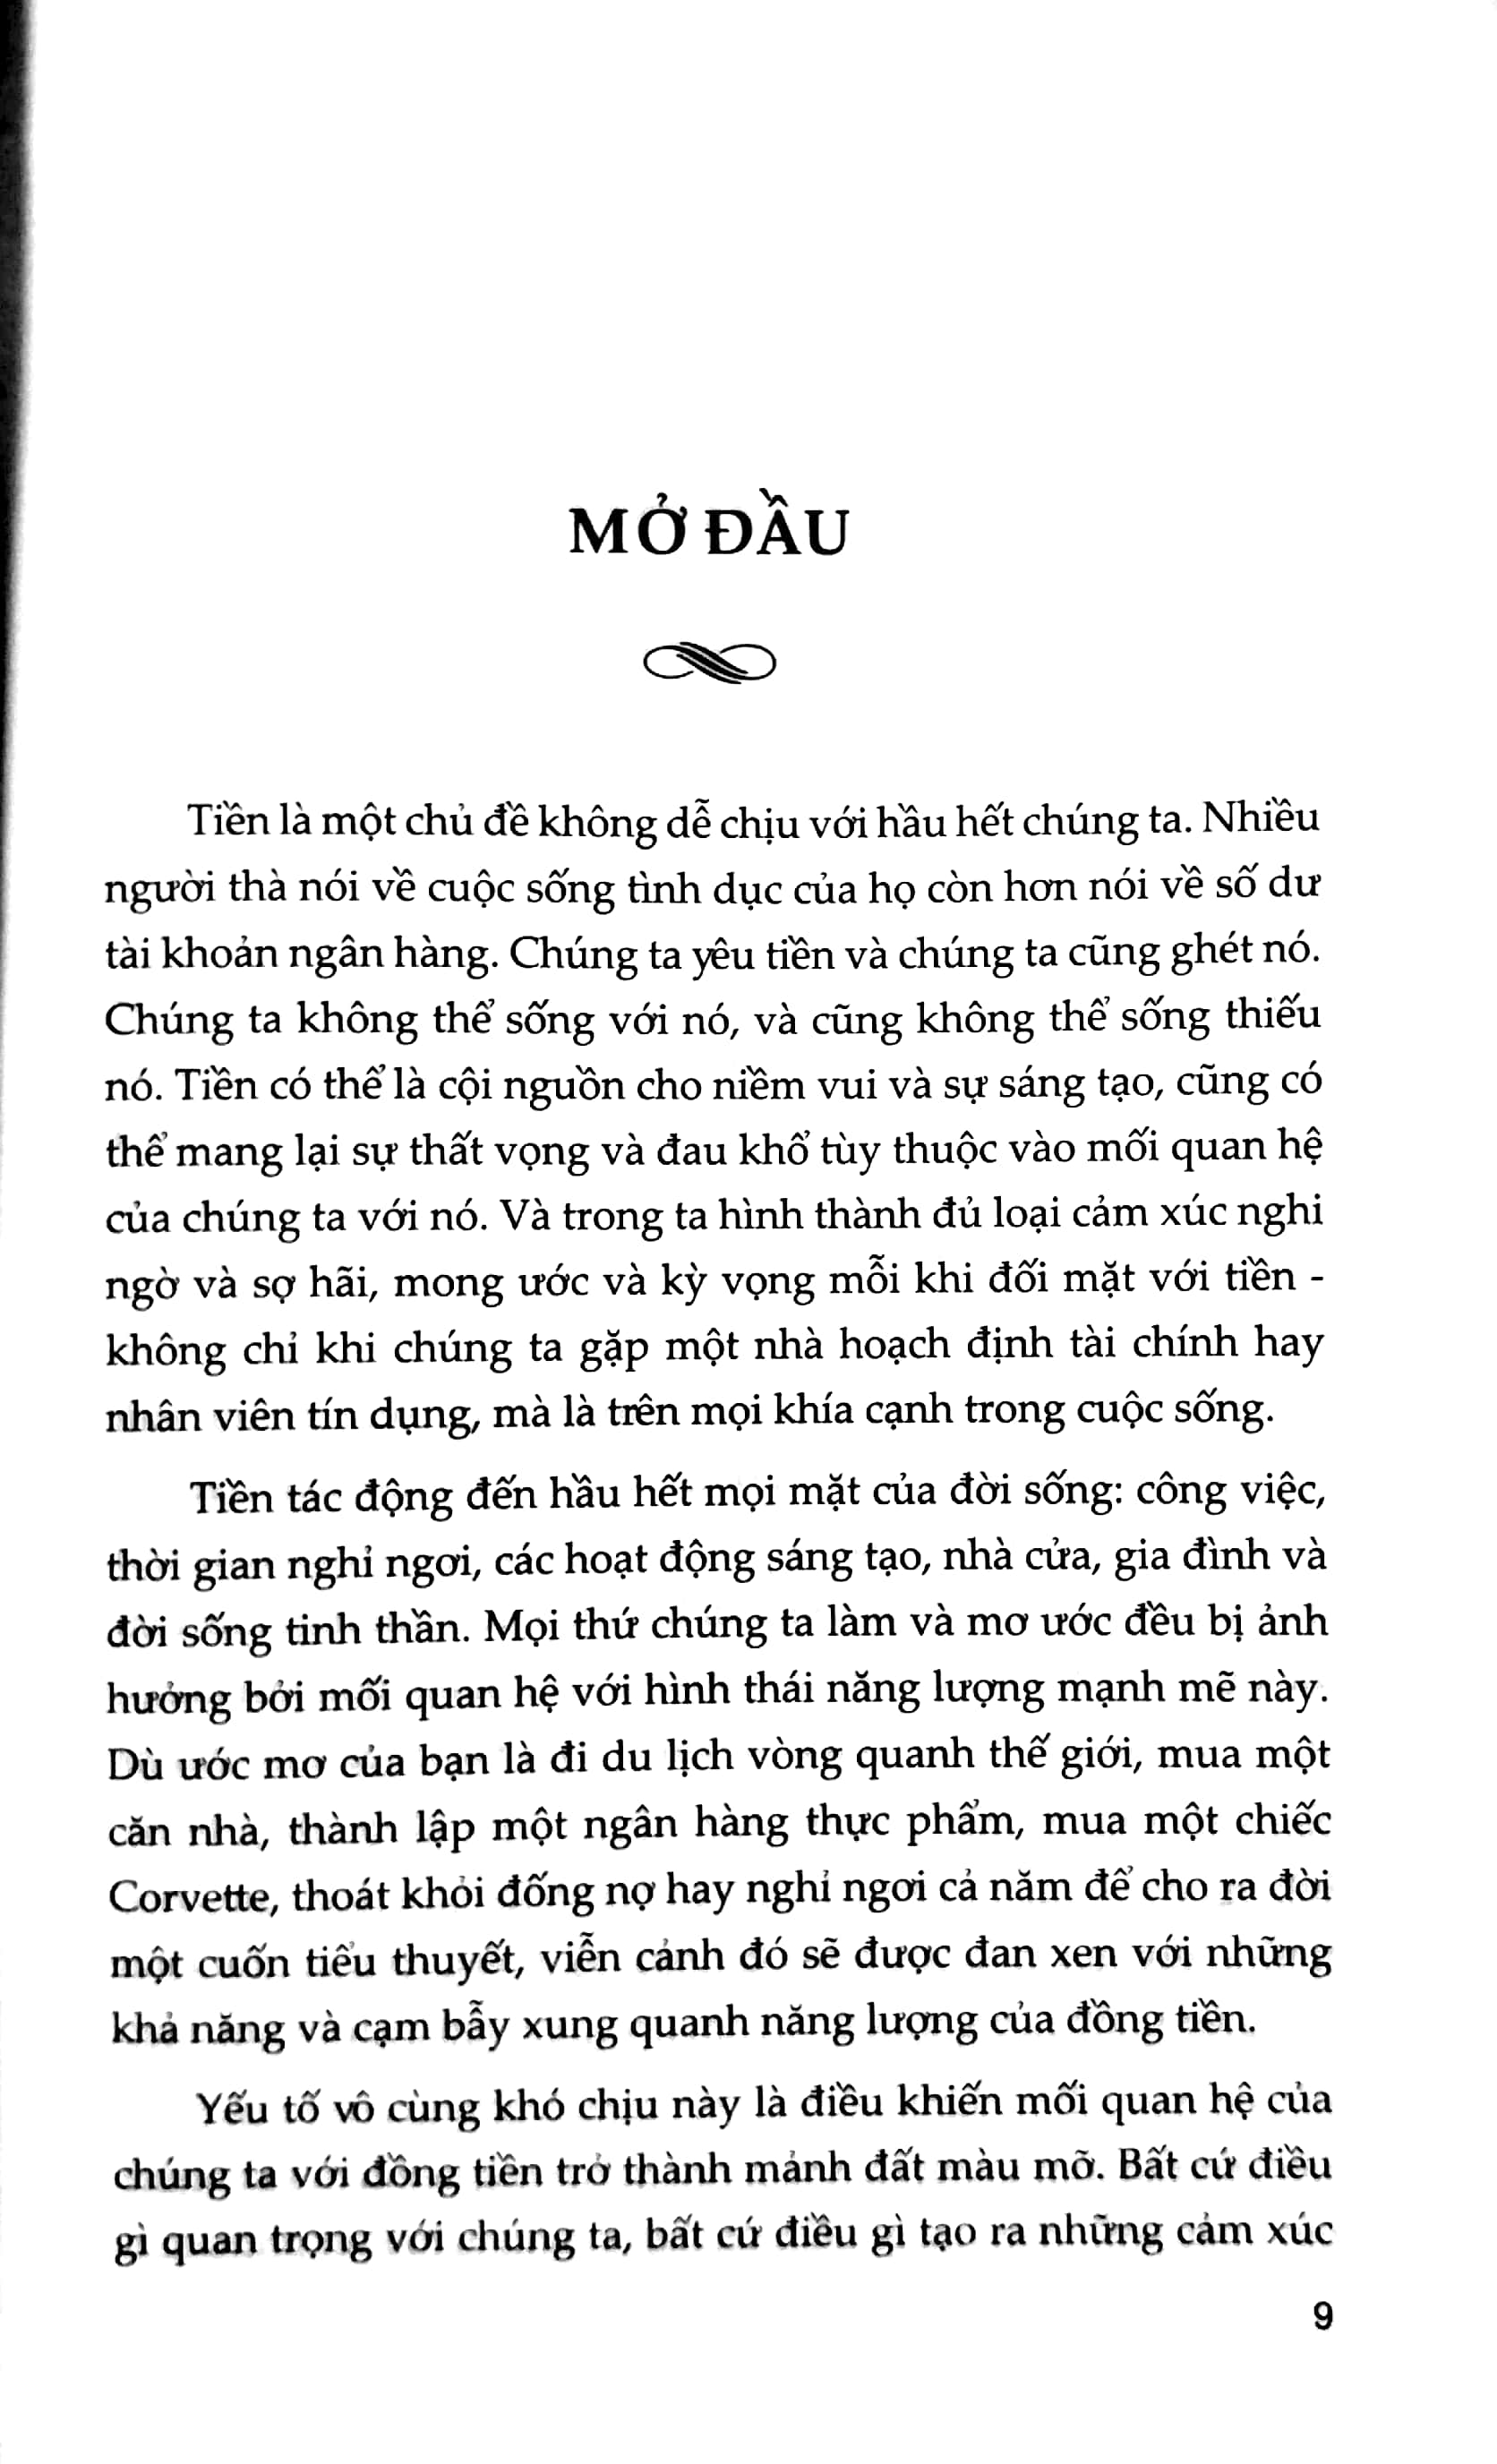 MỞ ĐẦU
Tiền là một chủ đề không dễ chịu với hầu hết chúng ta. Nhiều
người thà nói về cuộc sống tình dục của họ còn hơn nói về số dư
tài khoản ngân hàng. Chúng ta yêu tiền và chúng ta cũng ghét nó.
Chúng ta không thể sống với nó, và cũng không thể sống thiếu
nó. Tiền có thể là cội nguồn cho niềm vui và sự sáng tạo, cũng có
thể mang lại sự thất vọng và đau khổ tùy thuộc vào mối quan hệ
của chúng ta với nó. Và trong ta hình thành đủ loại cảm xúc nghi
ngờ và sợ hãi, mong ước và kỳ vọng mỗi khi đối mặt với tiền -
không chỉ khi chúng ta gặp một nhà hoạch định tài chính hay
nhân viên tín dụng, mà là trên mọi khía cạnh trong cuộc sống.
Tiền tác động đến hầu hết mọi mặt của đời sống: công việc,
thời gian nghỉ ngơi, các hoạt động sáng tạo, nhà cửa, gia đình và
đời sống tinh thần. Mọi thứ chúng ta làm và mơ ước đều bị ảnh
hưởng bởi mối quan hệ với hình thái năng lượng mạnh mẽ này.
Dù ước mơ của bạn là đi du lịch vòng quanh thế giới, mua một
căn nhà, thành lập một ngân hàng thực phẩm, mua một chiếc
Corvette, thoát khỏi đống nợ hay nghỉ ngơi cả năm để cho ra đời
một cuốn tiểu thuyết, viễn cảnh đó sẽ được đan xen với những
khả năng và cạm bẫy xung quanh năng lượng của đồng tiền.
Yếu tố vô cùng khó chịu này là điều khiến mối quan hệ của
chúng ta với đồng tiền trở thành mảnh đất màu mỡ. Bất cứ điều
gì quan trọng với chúng ta, bất cứ điều gì tạo ra những cảm xúc
9